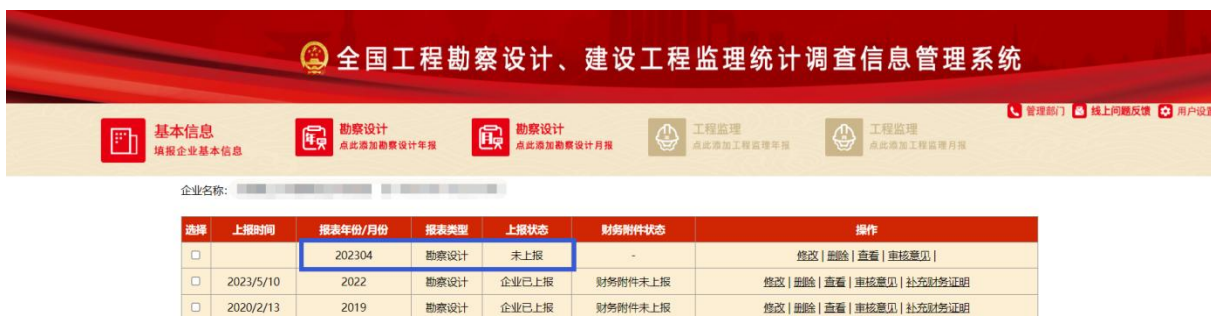 全国工程勘察设计、建设工程监理统计调查信息管理系统
管理部门 线上问题反馈 用户设置
基本信息 勘察设计 勘察设计 工程监理 工程监理
填报企业基本信息 点此添加勘察设计年报 点此添加勘察设计月报 点此添加工程监理年报 点此添加工程监理月报
企业名称:
选择 上报时间 报表年份/月份 报表类型 上报状态 财务附件状态 操作
202304 勘察设计 未上报 - 修改 | 删除 | 查看 | 审核意见 |
2023/5/10 2022 勘察设计 企业已上报 财务附件未上报 修改 | 删除 | 查看 | 审核意见 | 补充财务证明
2020/2/13 2019 勘察设计 企业已上报 财务附件未上报 修改 | 删除 | 查看 | 审核意见 | 补充财务证明